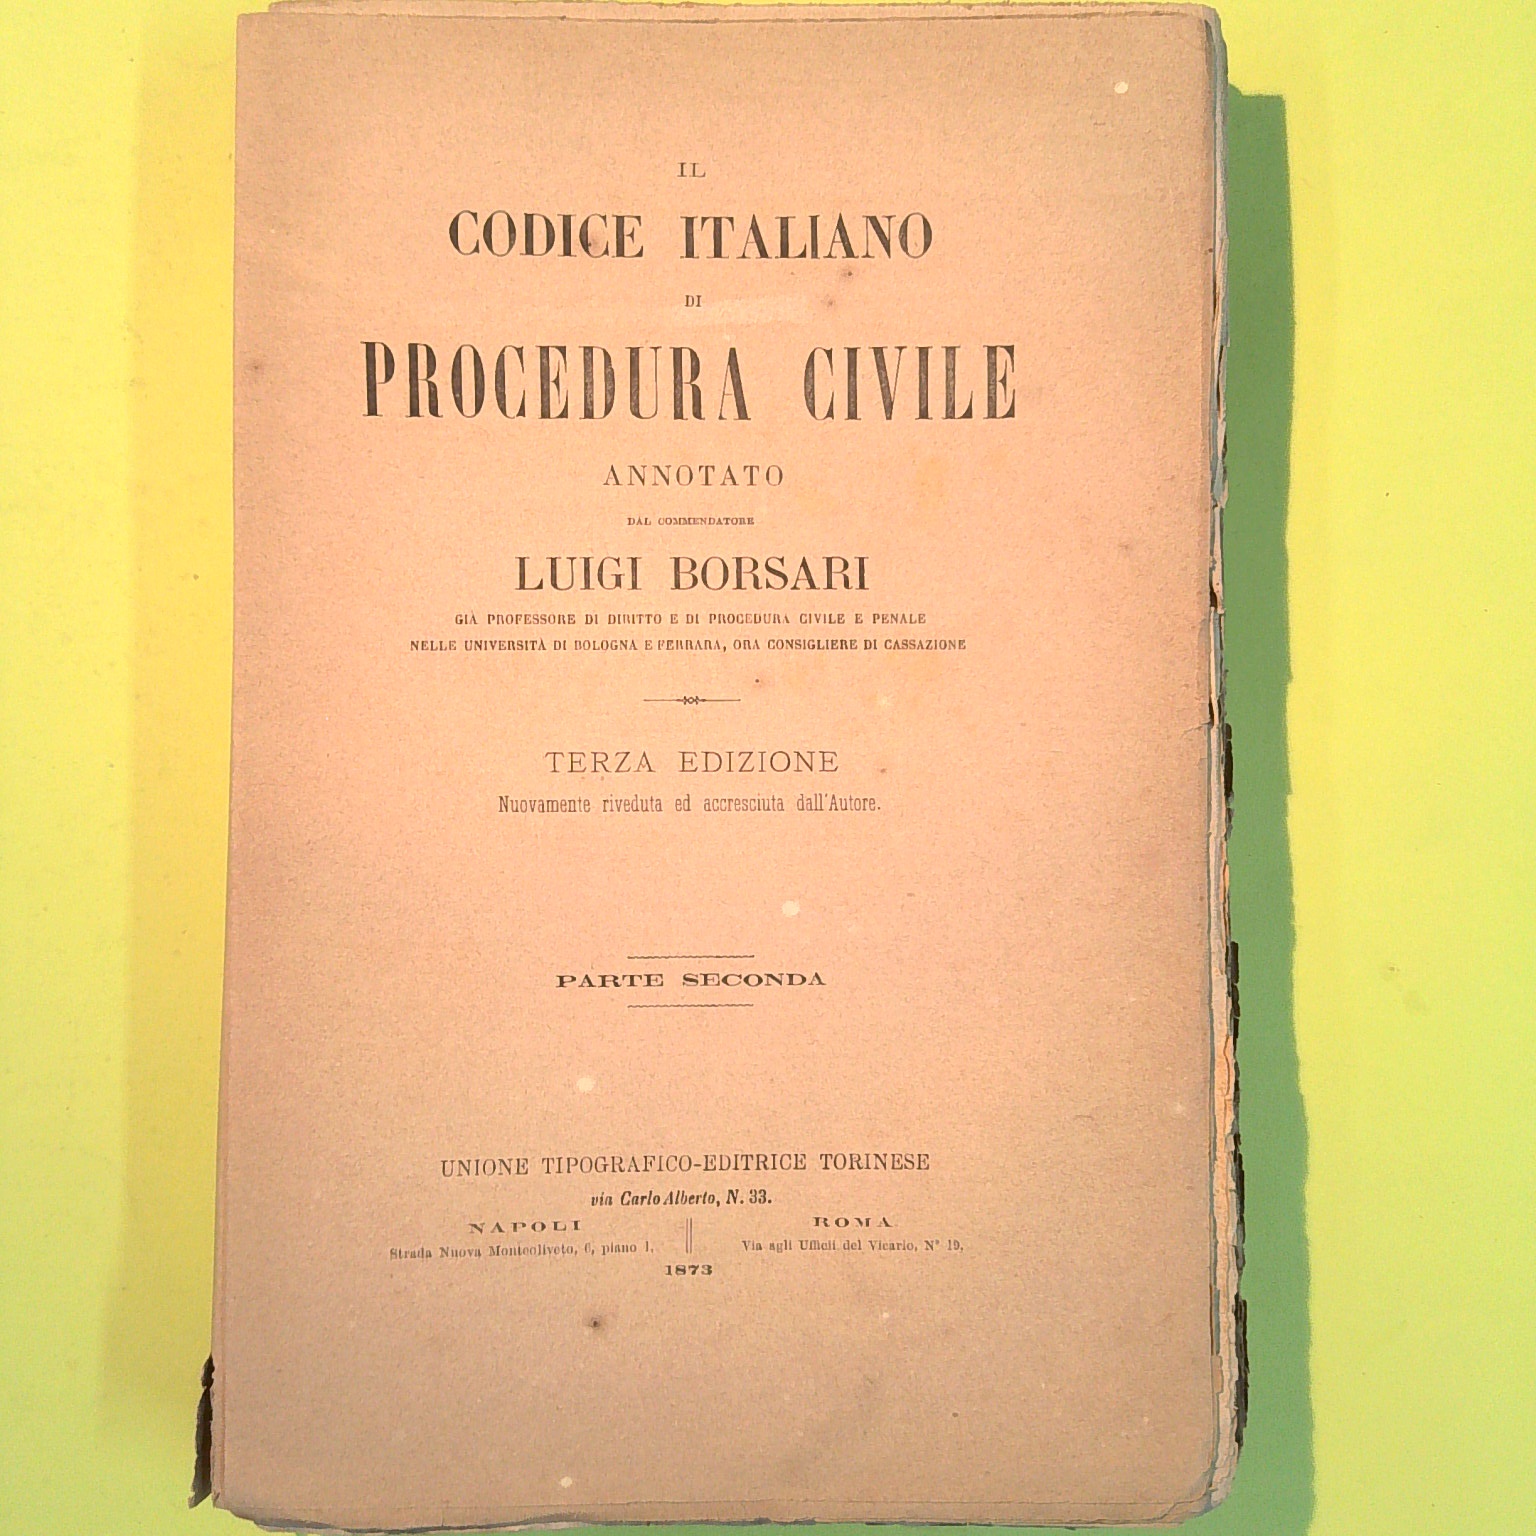 IL
CODICE ITALIANO
DI
PROCEDURA CIVILE
ANNOTATO
DAL COMMENDATORE
LUIGI BORSARI
GIÀ PROFESSORE DI DIRITTO E DI PROCEDURA CIVILE E PENALE
NELLE UNIVERSITÀ DI BOLOGNA E FERRARA, ORA CONSIGLIERE DI CASSAZIONE
TERZA EDIZIONE
Nuovamente riveduta ed accresciuta dall'Autore.
PARTE SECONDA
UNIONE TIPOGRAFICO-EDITRICE TORINESE
via Carlo Alberto, N. 33.
NAPOLI
Strada Nuova Monteoliveto, 6, piano 1.
ROMA
Via agli Ufficii del Vicario, N° 19.
1873